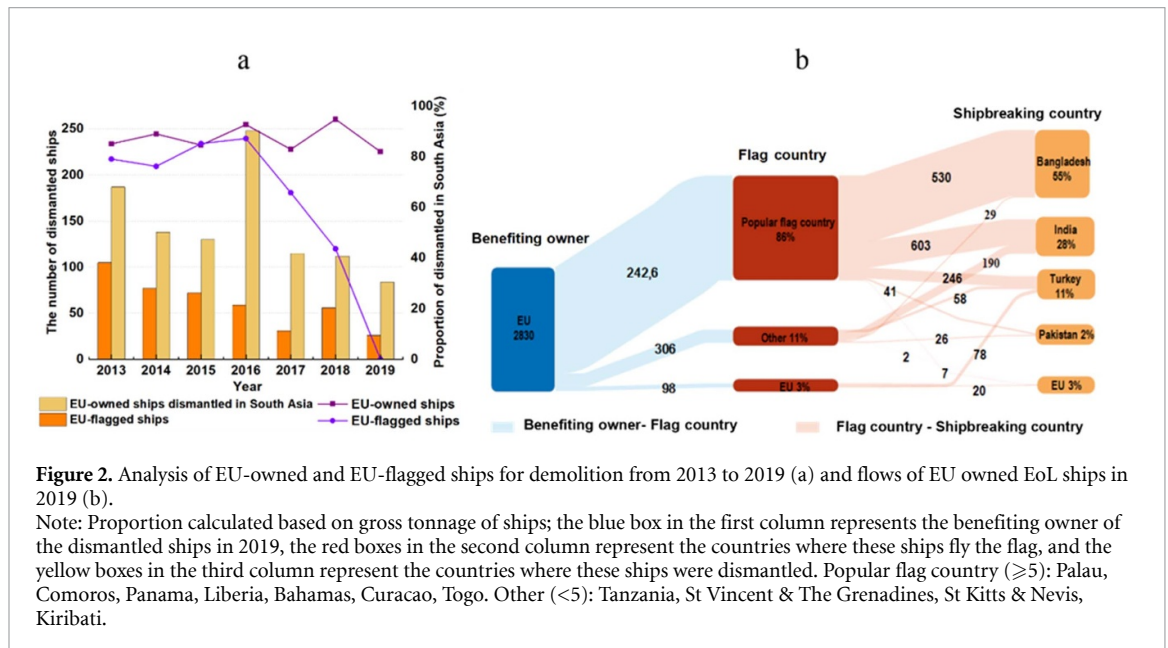 a
b
The number of dismantled ships
250
200
150
100
50
0
100
80
60
40
20
0
Proportion of dismantled in South Asia (%)
2013 2014 2015 2016 2017 2018 2019
Year
EU-owned ships dismantled in South Asia
EU-owned ships
EU-flagged ships
EU-flagged ships
Benefiting owner
Flag country
Shipbreaking country
EU
2830
242,6
306
98
Popular flag country
86%
Other 11%
EU 3%
530
29
603
190
246
41
58
26
2
78
7
20
Bangladesh
55%
India
28%
Turkey
11%
Pakistan 2%
EU 3%
Benefiting owner- Flag country
Flag country - Shipbreaking country
Figure 2. Analysis of EU-owned and EU-flagged ships for demolition from 2013 to 2019 (a) and flows of EU owned EoL ships in
2019 (b).
Note: Proportion calculated based on gross tonnage of ships; the blue box in the first column represents the benefiting owner of
the dismantled ships in 2019, the red boxes in the second column represent the countries where these ships fly the flag, and the
yellow boxes in the third column represent the countries where these ships were dismantled. Popular flag country (⩾5): Palau,
Comoros, Panama, Liberia, Bahamas, Curacao, Togo. Other (<5): Tanzania, St Vincent & The Grenadines, St Kitts & Nevis,
Kiribati.